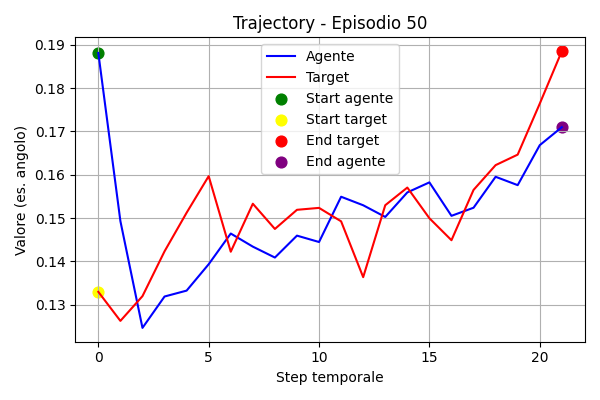 Trajectory - Episodio 50
Valore (es. angolo)
0.19
0.18
0.17
0.16
0.15
0.14
0.13
Agente
Target
Start agente
Start target
End target
End agente
0 5 10 15 20
Step temporale